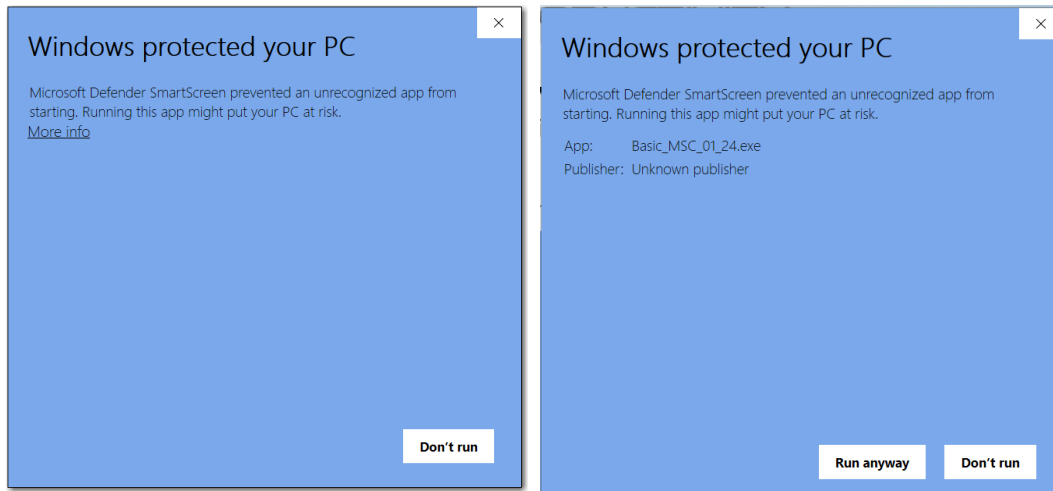 Windows protected your PC
Microsoft Defender SmartScreen prevented an unrecognized app from
starting. Running this app might put your PC at risk.
More info
Don't run
Windows protected your PC
Microsoft Defender SmartScreen prevented an unrecognized app from
starting. Running this app might put your PC at risk.
App: Basic_MSC_01_24.exe
Publisher: Unknown publisher
Run anyway Don't run